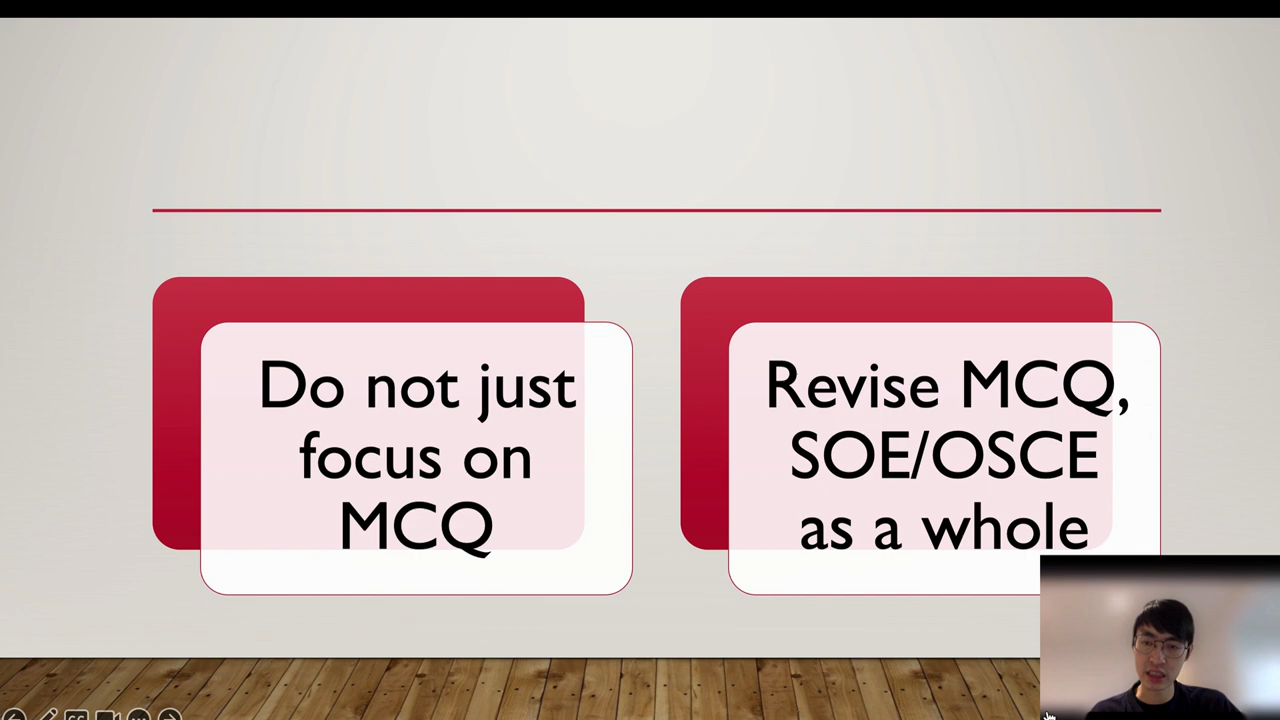 Do not just
focus on
MCQ
Revise MCQ,
SOE/OSCE
as a whole